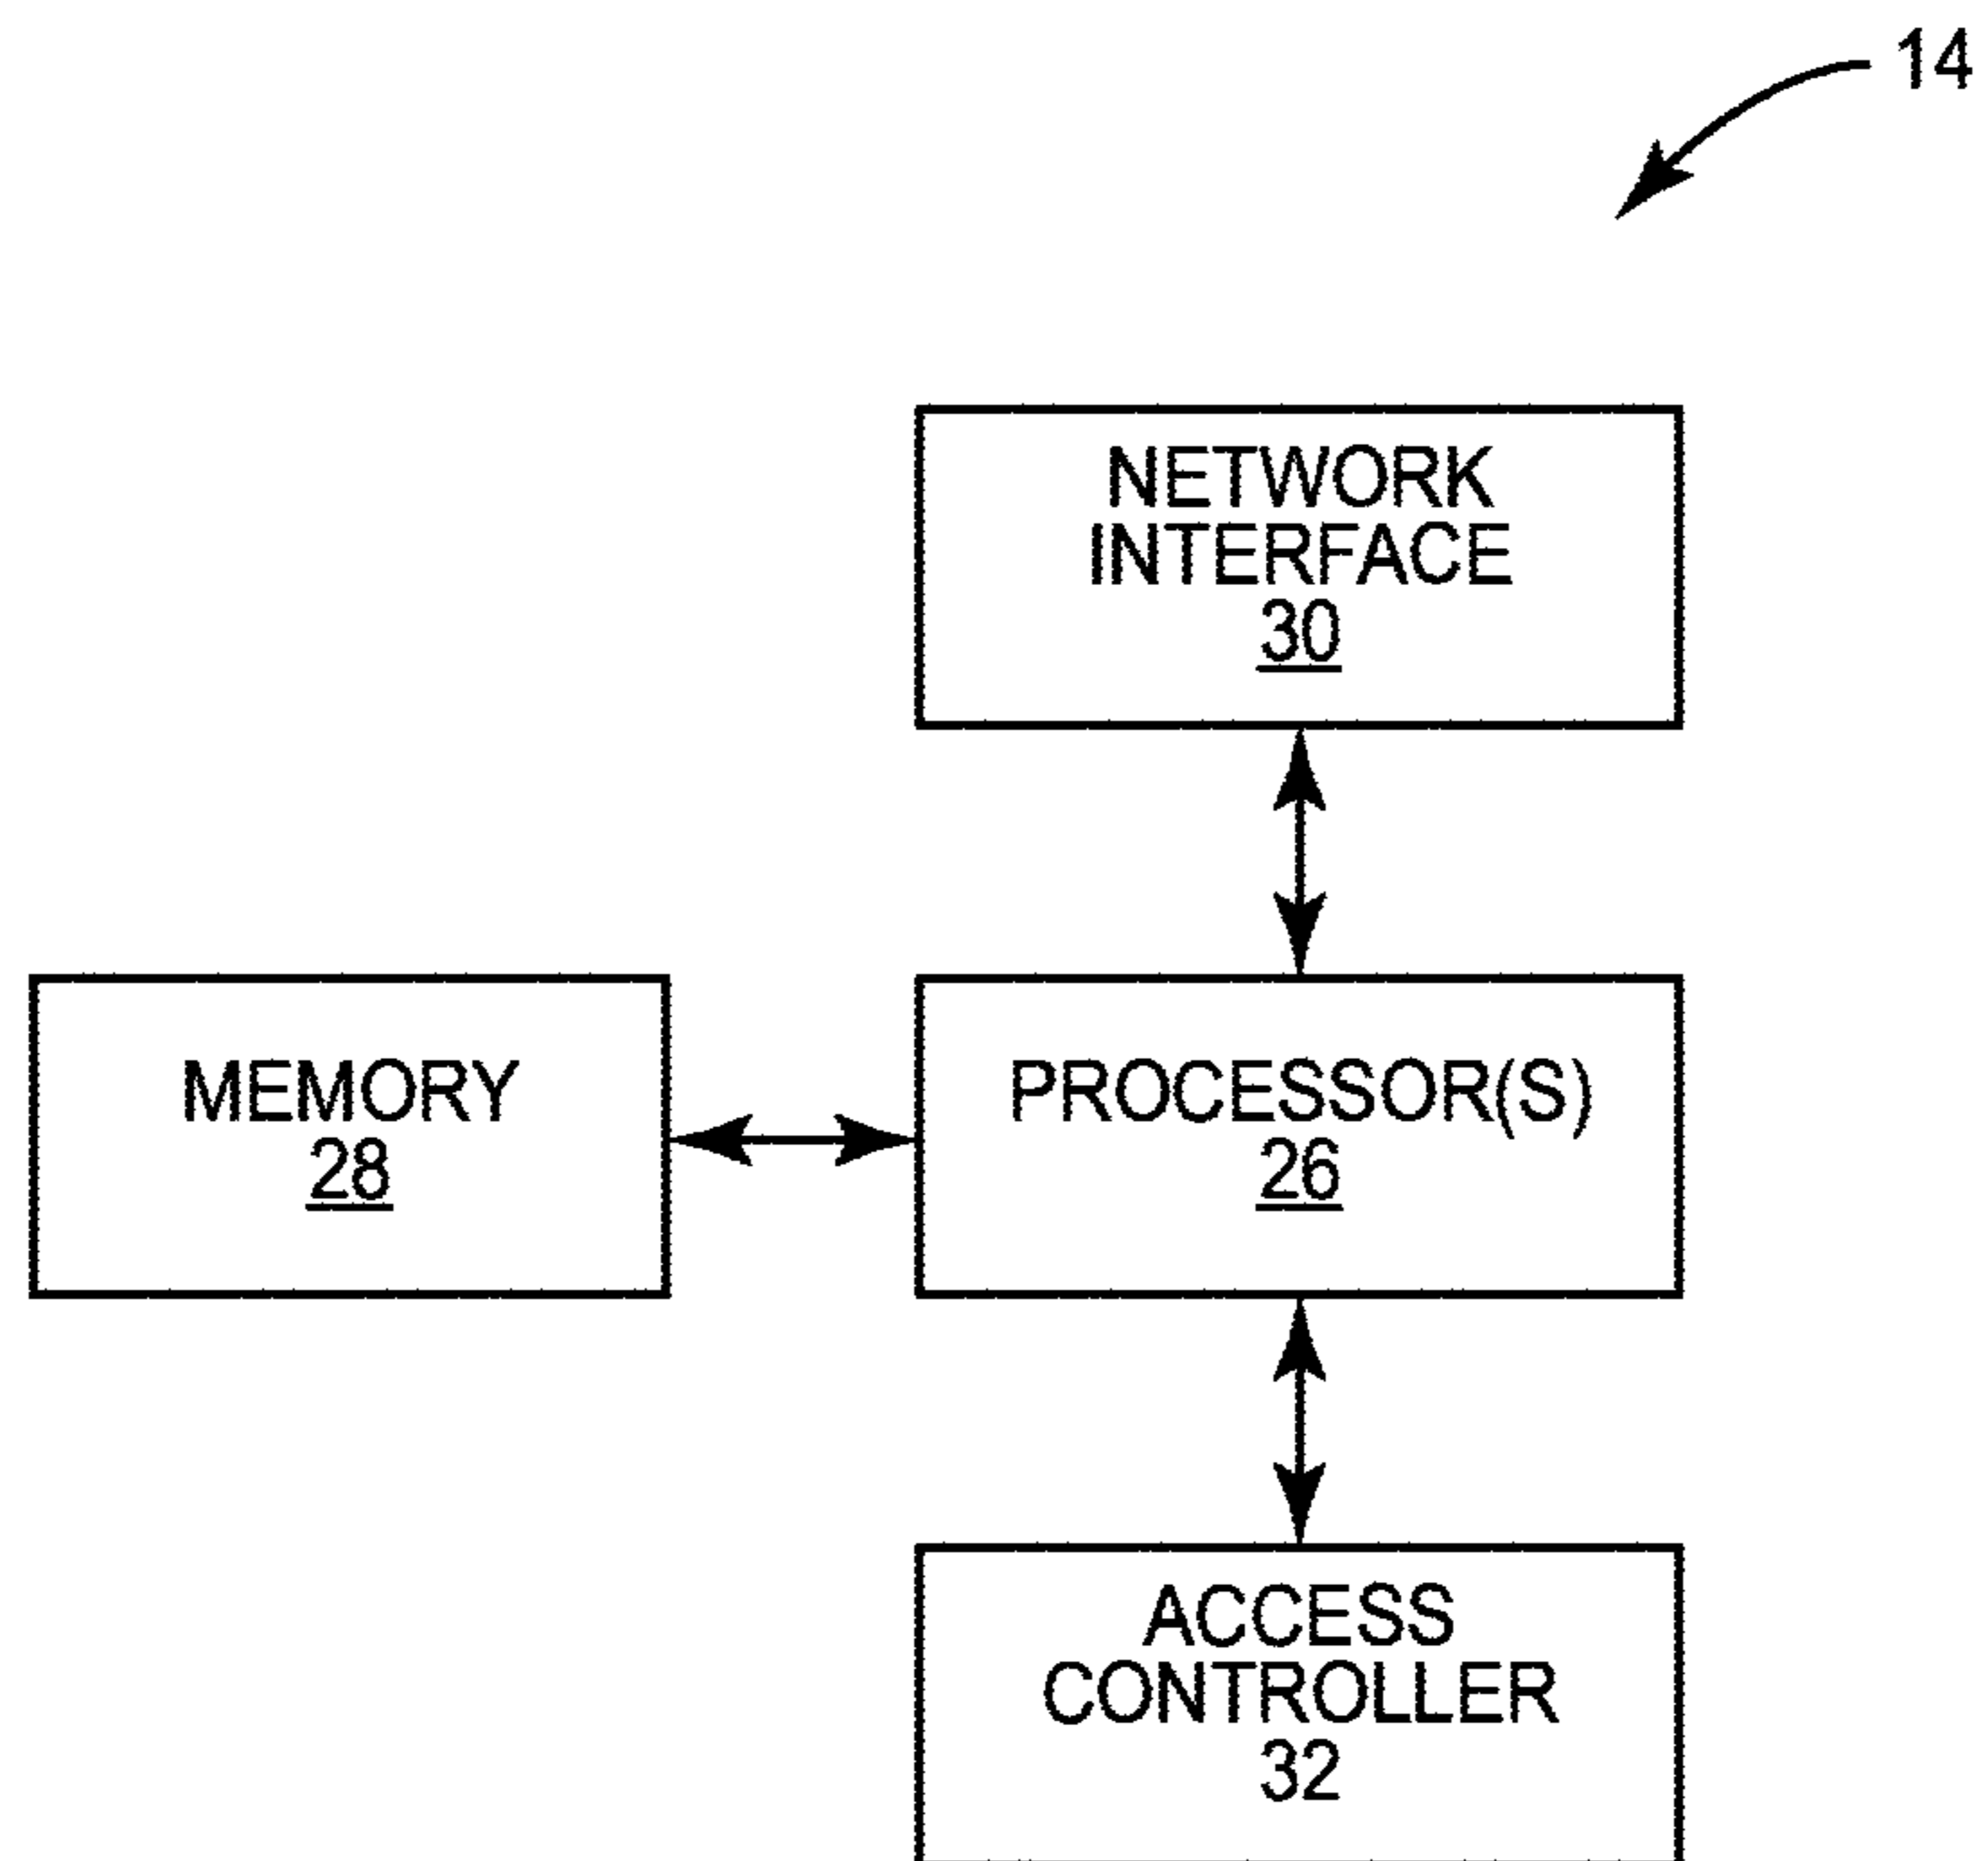 14
NETWORK
INTERFACE
30
MEMORY
28
PROCESSOR(S)
26
ACCESS
CONTROLLER
32